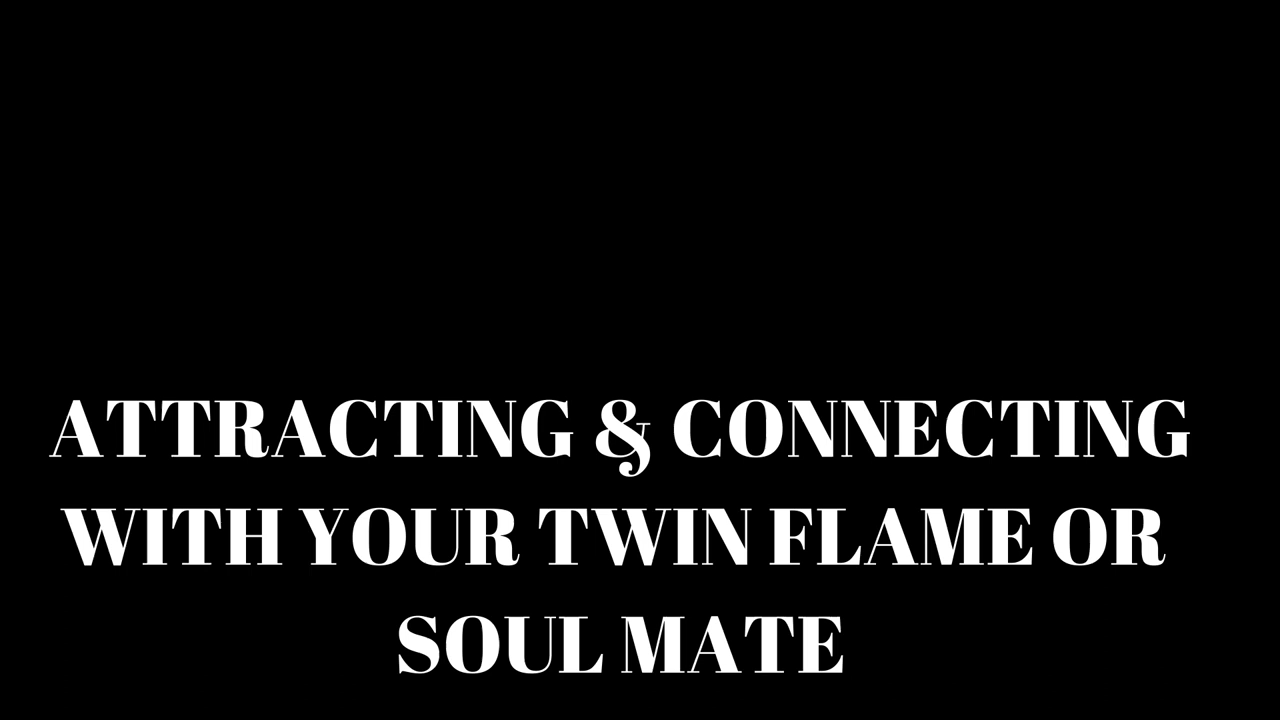 ATTRACTING & CONNECTING
WITH YOUR TWIN FLAME OR
SOUL MATE